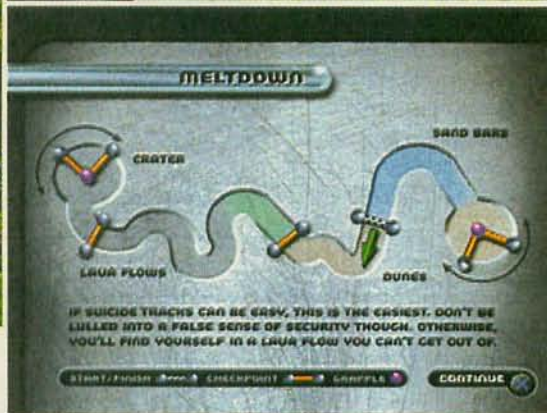 MELTDOWN
SAND BARS
CRATER
LAVA FLOWS
DUNES
IF SUICIDE TRACKS CAN BE EASY, THIS IS THE EASIEST. DON'T BE
LULLED INTO A FALSE SENSE OF SECURITY THOUGH. OTHERWISE,
YOU'LL FIND YOURSELF IN A LAVA FLOW YOU CAN'T GET OUT OF.
START/FINISH CHECKPOINT GRAPPLE CONTINUE